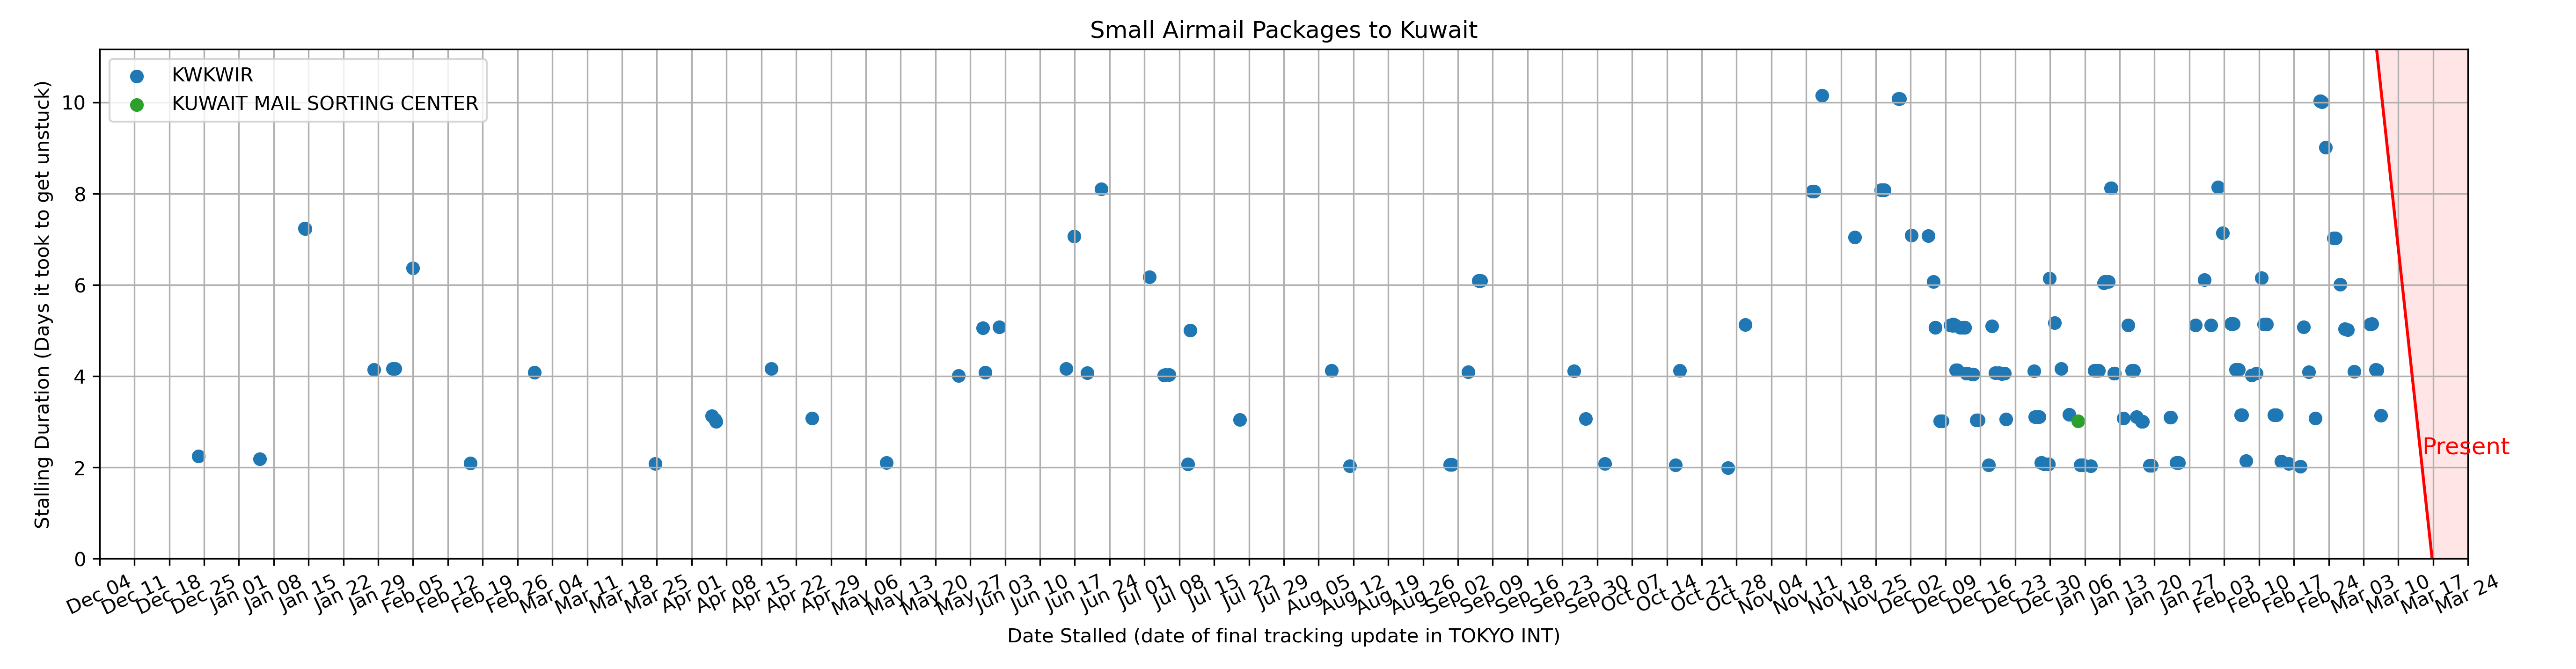 Small Airmail Packages to Kuwait
KWKWIR
KUWAIT MAIL SORTING CENTER
Stalling Duration (Days it took to get unstuck)
10
8
6
4
2
0
Present
Dec 04
Dec 11
Dec 18
Dec 25
Jan 01
Jan 08
Jan 15
Jan 22
Jan 29
Feb 05
Feb 12
Feb 19
Feb 26
Mar 04
Mar 11
Mar 18
Mar 25
Apr 01
Apr 08
Apr 15
Apr 22
Apr 29
May 06
May 13
May 20
May 27
Jun 03
Jun 10
Jun 17
Jun 24
Jul 01
Jul 08
Jul 15
Jul 22
Jul 29
Aug 05
Aug 12
Aug 19
Aug 26
Sep 02
Sep 09
Sep 16
Sep 23
Sep 30
Oct 07
Oct 14
Oct 21
Oct 28
Nov 04
Nov 11
Nov 18
Nov 25
Dec 02
Dec 09
Dec 16
Dec 23
Dec 30
Jan 06
Jan 13
Jan 20
Jan 27
Feb 03
Feb 10
Feb 17
Feb 24
Mar 03
Mar 10
Mar 17
Mar 24
Date Stalled (date of final tracking update in TOKYO INT)